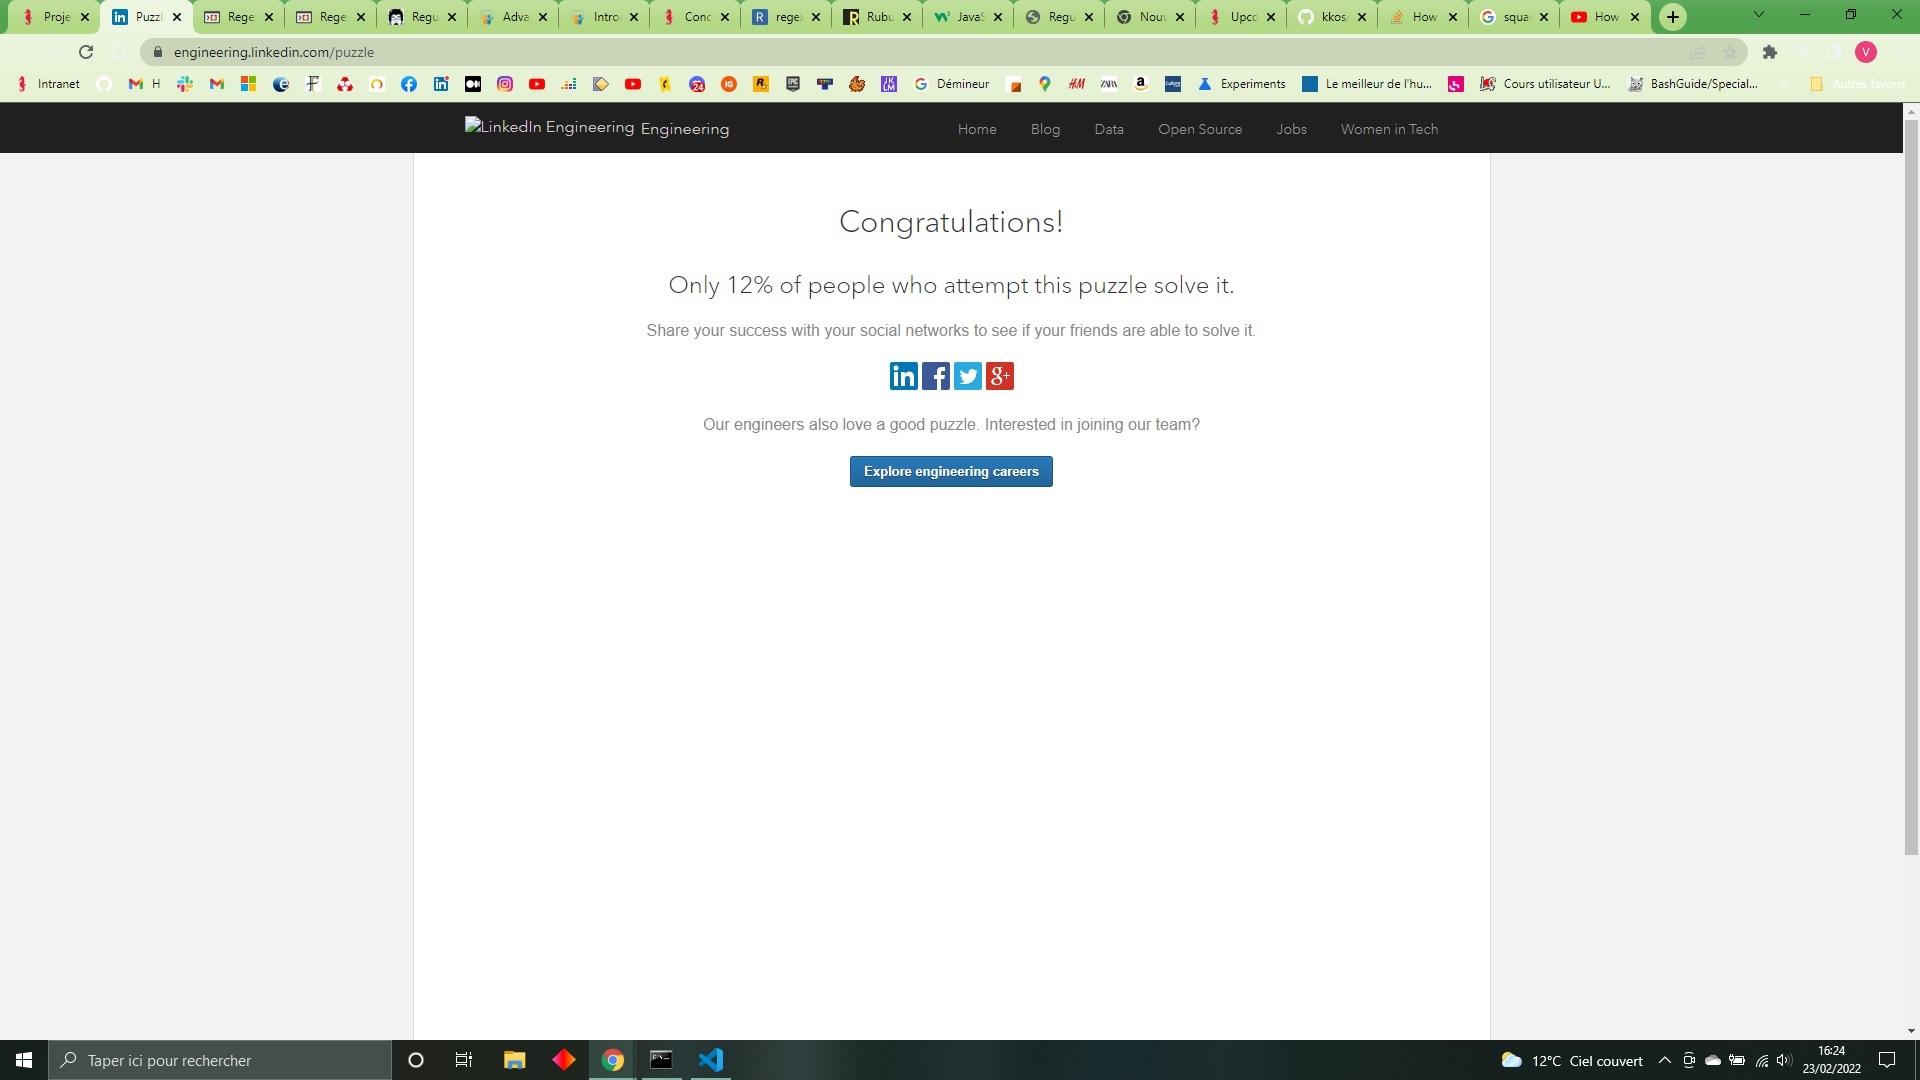 Proje Puzzl Rege Rege Regu Adva Intro Conc rege Rubu JavaS Regu Nouv Upco kkos/ How squa How
engineering.linkedin.com/puzzle
Intranet H Démineur Experiments Le meilleur de l'hu... Cours utilisateur U... BashGuide/Special... Autres favoris
LinkedIn Engineering Engineering Home Blog Data Open Source Jobs Women in Tech
Congratulations!
Only 12% of people who attempt this puzzle solve it.
Share your success with your social networks to see if your friends are able to solve it.
Our engineers also love a good puzzle. Interested in joining our team?
Explore engineering careers
Taper ici pour rechercher 12°C Ciel couvert 16:24
23/02/2022